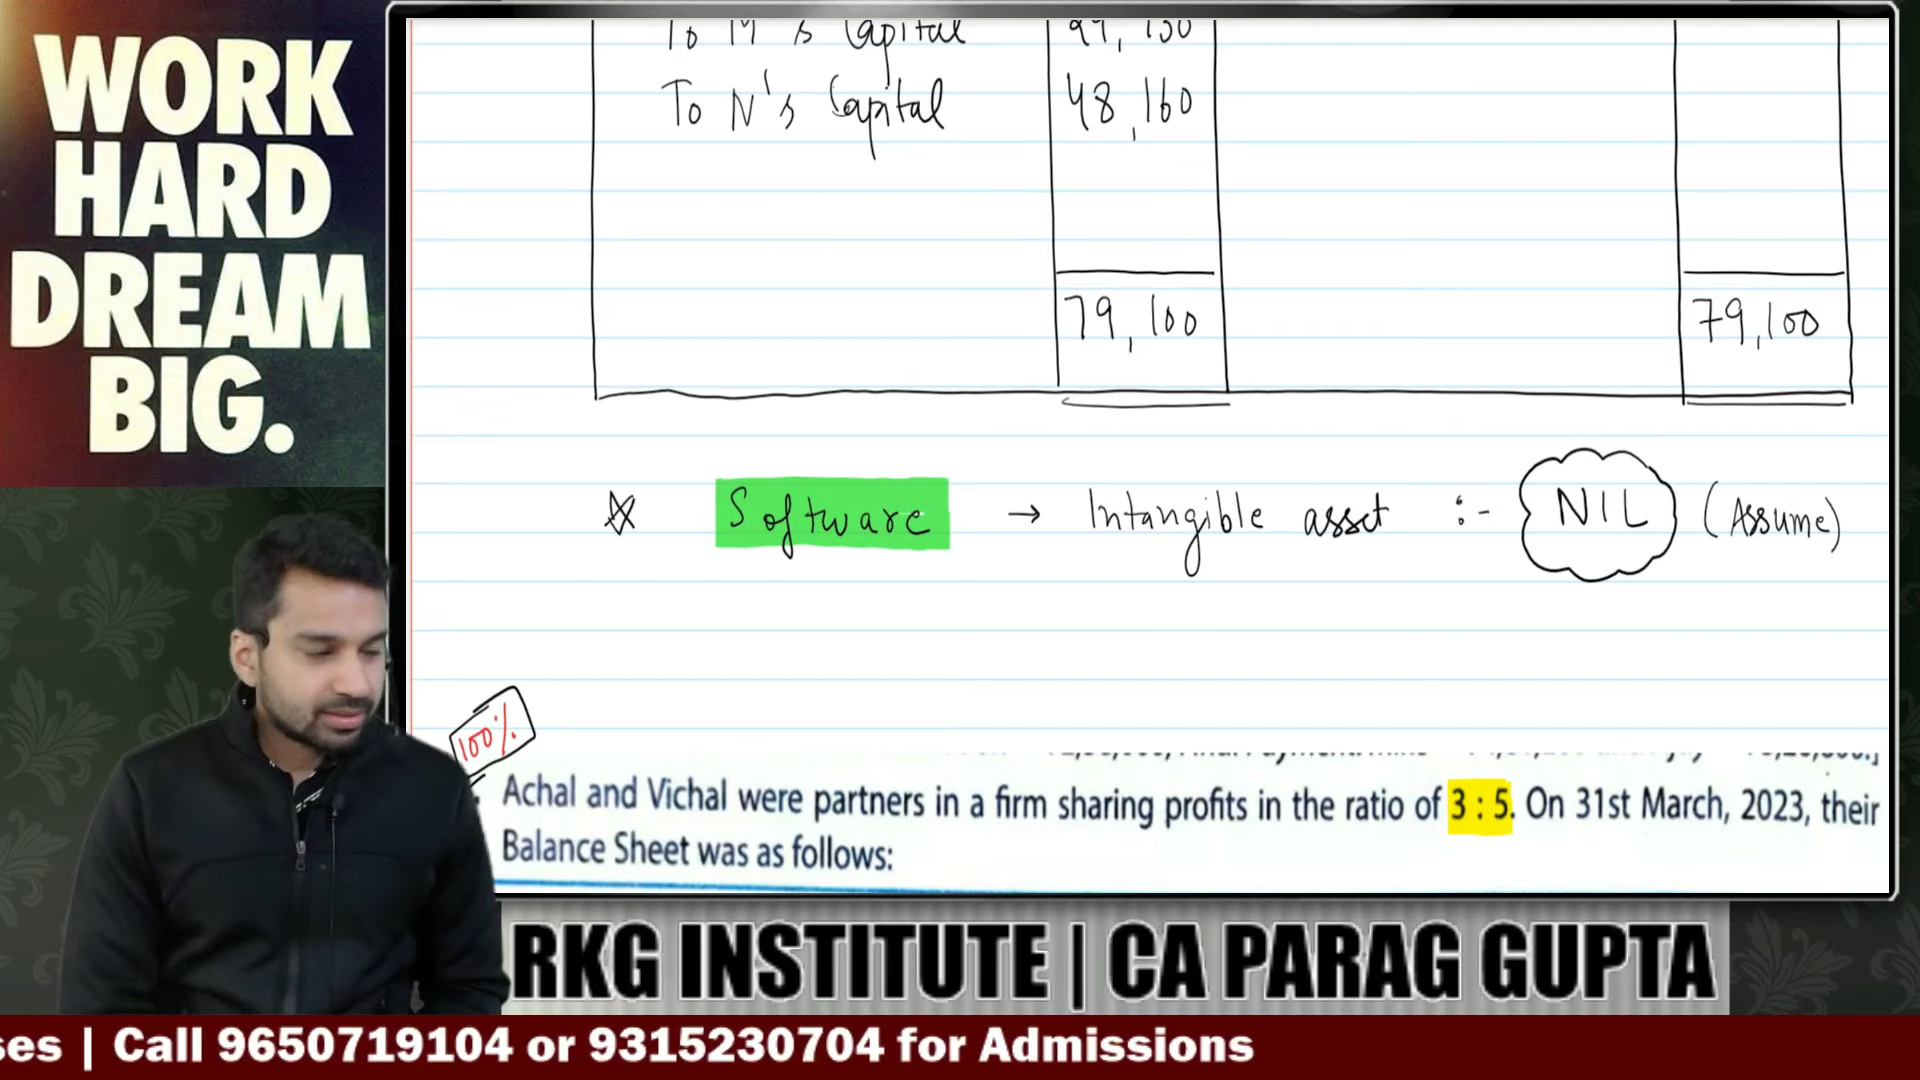 WORK
HARD
DREAM
BIG.
To M's Capital
To N's Capital 48,160
79,100 79,100
☆ Software → Intangible asset :- NIL (Assume)
100%
Achal and Vichal were partners in a firm sharing profits in the ratio of 3 : 5. On 31st March, 2023, their
Balance Sheet was as follows:
RKG INSTITUTE | CA PARAG GUPTA
ses | Call 9650719104 or 9315230704 for Admissions